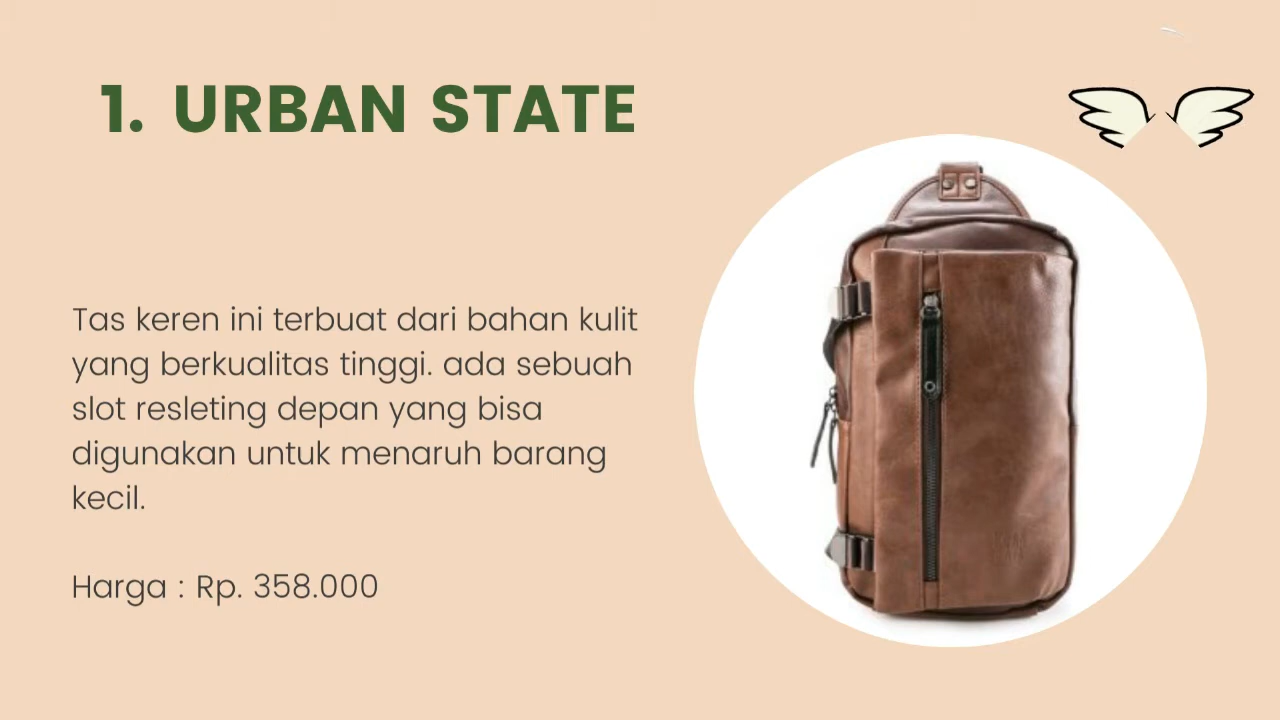 1. URBAN STATE
Tas keren ini terbuat dari bahan kulit
yang berkualitas tinggi. ada sebuah
slot resleting depan yang bisa
digunakan untuk menaruh barang
kecil.
Harga : Rp. 358.000